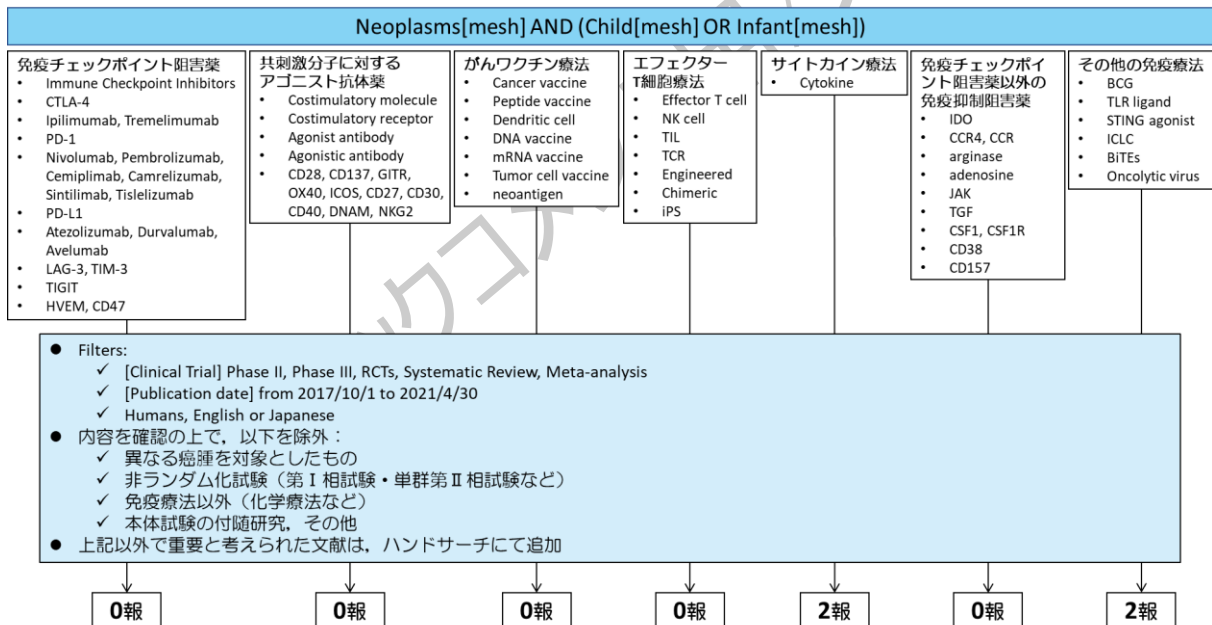 Neoplasms[mesh] AND (Child[mesh] OR Infant[mesh])
免疫チェックポイント阻害薬
• Immune Checkpoint Inhibitors
• CTLA-4
• Ipilimumab, Tremelimumab
• PD-1
• Nivolumab, Pembrolizumab,
Cemiplimab, Camrelizumab,
Sintilimab, Tislelizumab
• PD-L1
• Atezolizumab, Durvalumab,
Avelumab
• LAG-3, TIM-3
• TIGIT
• HVEM, CD47
共刺激分子に対する
アゴニスト抗体薬
• Costimulatory molecule
• Costimulatory receptor
• Agonist antibody
• Agonistic antibody
• CD28, CD137, GITR,
OX40, ICOS, CD27, CD30,
CD40, DNAM, NKG2
がんワクチン療法
• Cancer vaccine
• Peptide vaccine
• Dendritic cell
• DNA vaccine
• mRNA vaccine
• Tumor cell vaccine
• neoantigen
エフェクター
T細胞療法
• Effector T cell
• NK cell
• TIL
• TCR
• Engineered
• Chimeric
• iPS
サイトカイン療法
• Cytokine
免疫チェックポイ
ント阻害薬以外の
免疫抑制阻害薬
• IDO
• CCR4, CCR
• arginase
• adenosine
• JAK
• TGF
• CSF1, CSF1R
• CD38
• CD157
その他の免疫療法
• BCG
• TLR ligand
• STING agonist
• ICLC
• BiTEs
• Oncolytic virus
● Filters:
✓ [Clinical Trial] Phase II, Phase III, RCTs, Systematic Review, Meta-analysis
✓ [Publication date] from 2017/10/1 to 2021/4/30
✓ Humans, English or Japanese
● 内容を確認の上で，以下を除外：
✓ 異なる癌腫を対象としたもの
✓ 非ランダム化試験（第Ⅰ相試験・単群第Ⅱ相試験など）
✓ 免疫療法以外（化学療法など）
✓ 本体試験の付随研究，その他
● 上記以外で重要と考えられた文献は，ハンドサーチにて追加
0報
0報
0報
0報
2報
0報
2報